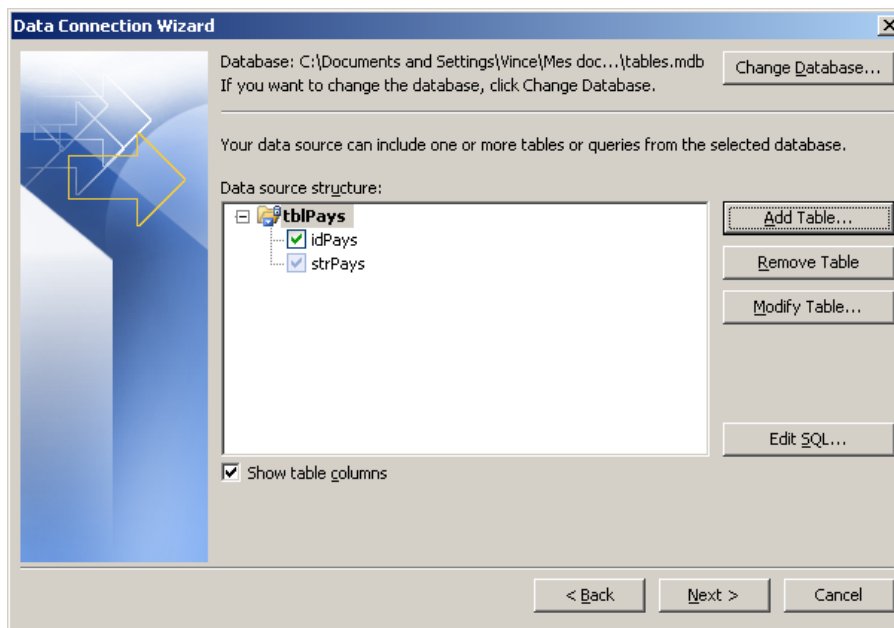 Data Connection Wizard
Database: C:\Documents and Settings\Vince\Mes doc...\tables.mdb
Change Database...
If you want to change the database, click Change Database.
Your data source can include one or more tables or queries from the selected database.
Data source structure:
tblPays
Add Table...
idPays
strPays
Remove Table
Modify Table...
Edit SQL...
Show table columns
< Back
Next >
Cancel